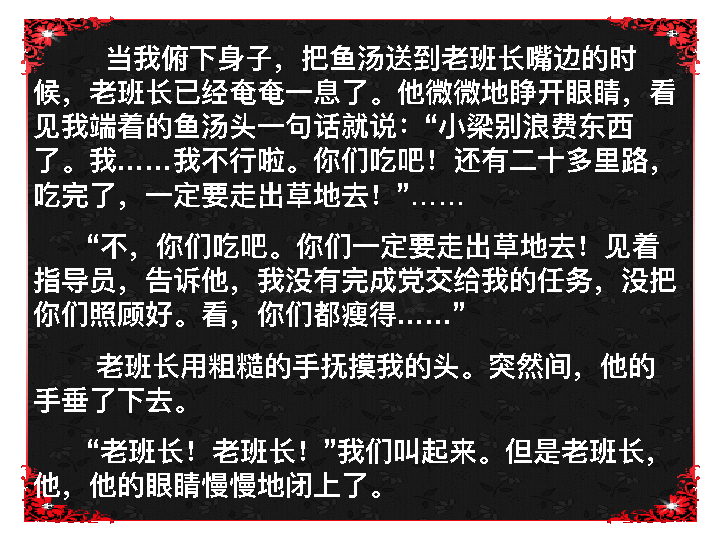 当我俯下身子，把鱼汤送到老班长嘴边的时
候，老班长已经奄奄一息了。他微微地睁开眼睛，看
见我端着的鱼汤头一句话就说：“小梁别浪费东西
了。我……我不行啦。你们吃吧！还有二十多里路，
吃完了，一定要走出草地去！”……
“不，你们吃吧。你们一定要走出草地去！见着
指导员，告诉他，我没有完成党交给我的任务，没把
你们照顾好。看，你们都瘦得……”
老班长用粗糙的手抚摸我的头。突然间，他的
手垂了下去。
“老班长！老班长！”我们叫起来。但是老班长，
他，他的眼睛慢慢地闭上了。